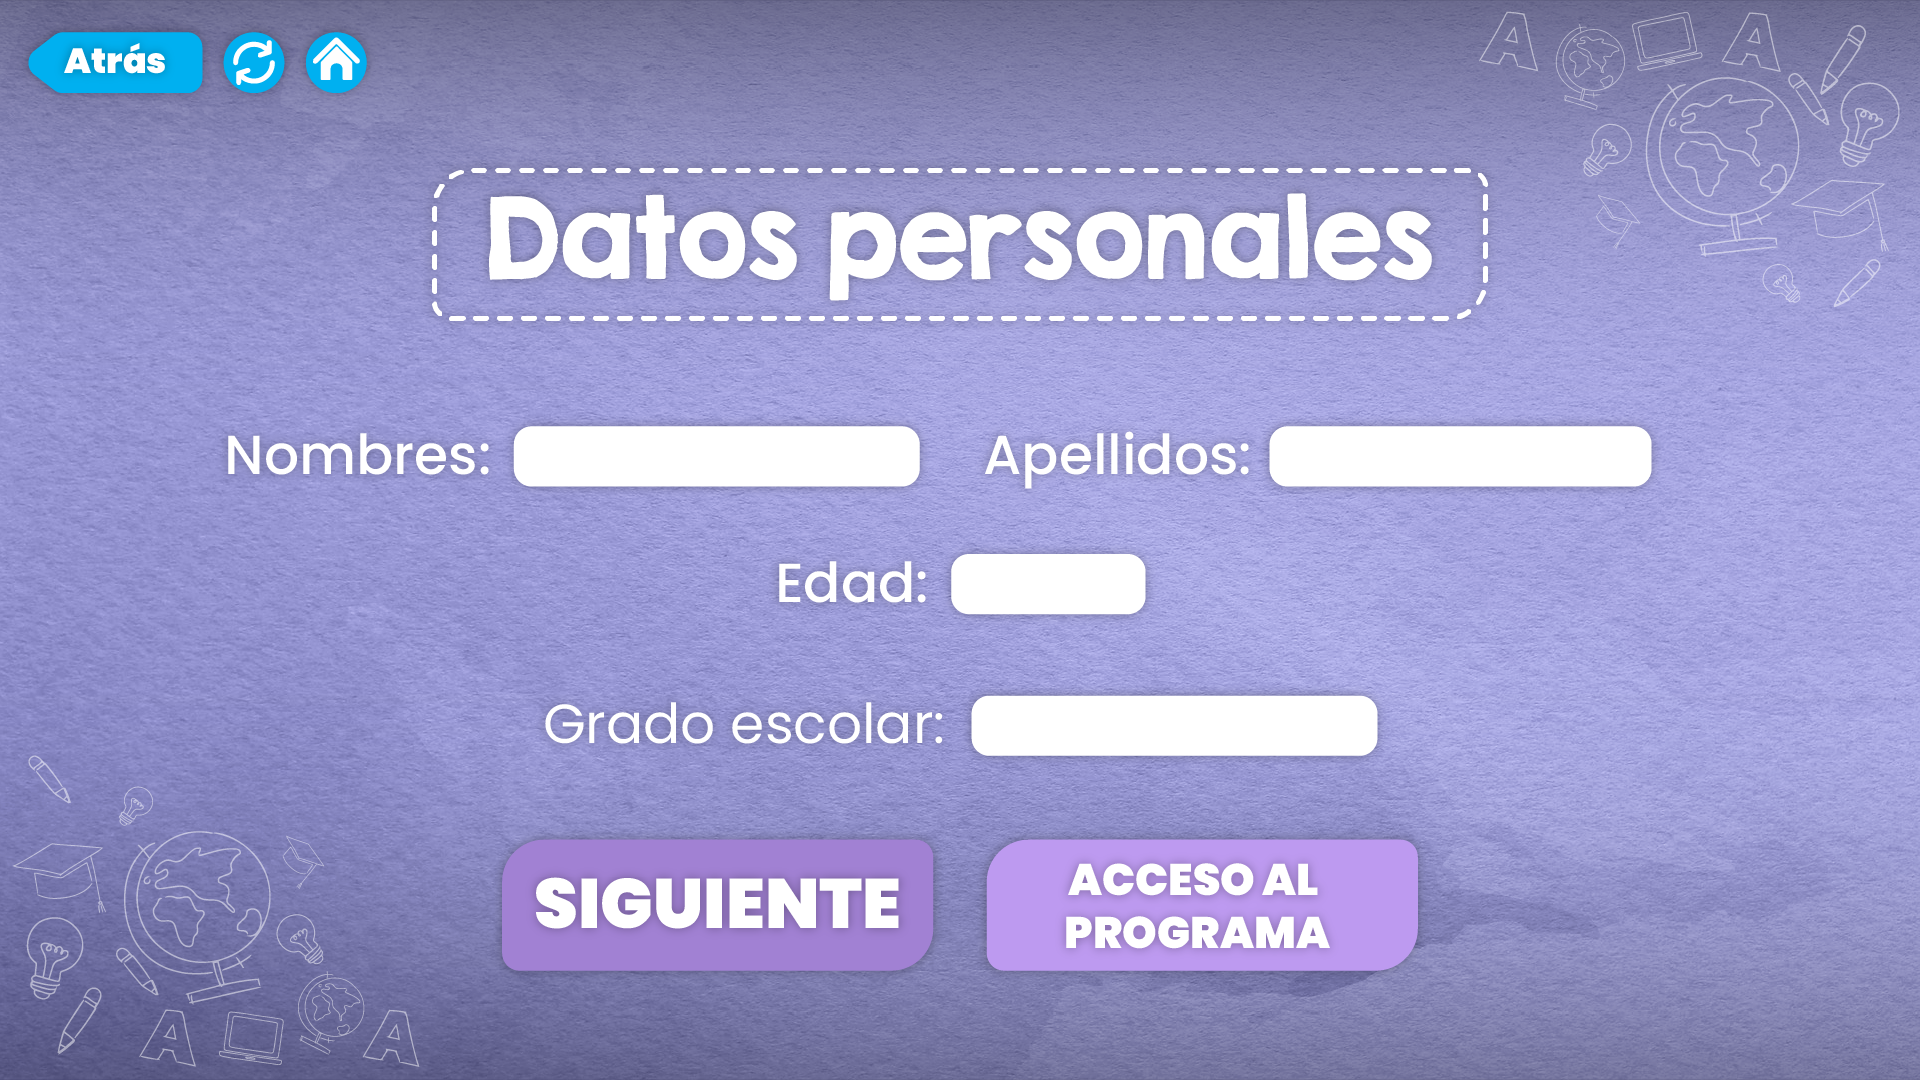 Atrás
Datos personales
Nombres:
Apellidos:
Edad:
Grado escolar:
SIGUIENTE
ACCESO AL
PROGRAMA
A
A
A
A